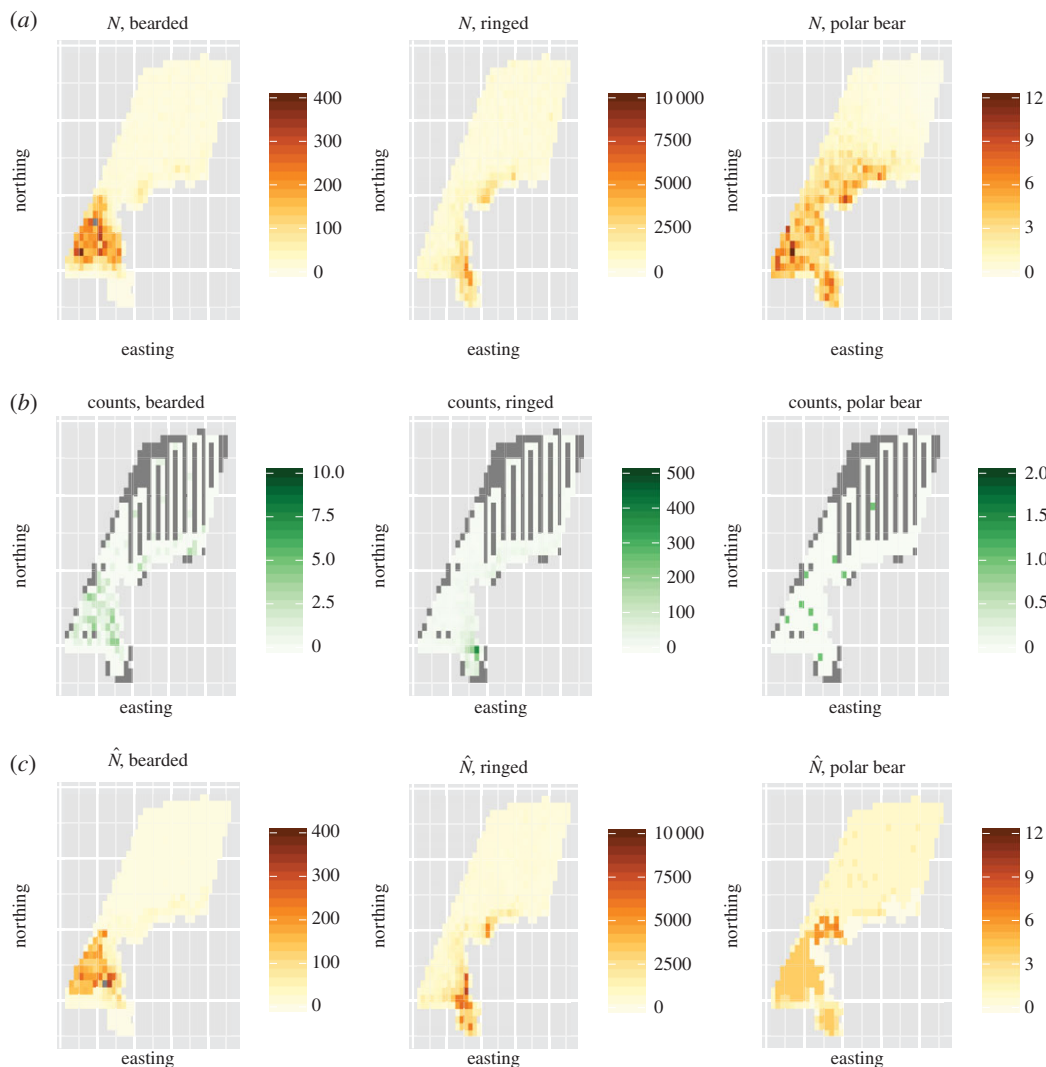 (a)
N, bearded
N, ringed
N, polar bear
northing
400
300
200
100
0
northing
10 000
7500
5000
2500
0
northing
12
9
6
3
0
easting
easting
easting
(b)
counts, bearded
counts, ringed
counts, polar bear
northing
10.0
7.5
5.0
2.5
0
northing
500
400
300
200
100
0
northing
2.0
1.5
1.0
0.5
0
easting
easting
easting
(c)
N̂, bearded
N̂, ringed
N̂, polar bear
northing
400
300
200
100
0
northing
10 000
7500
5000
2500
0
northing
12
9
6
3
0
easting
easting
easting